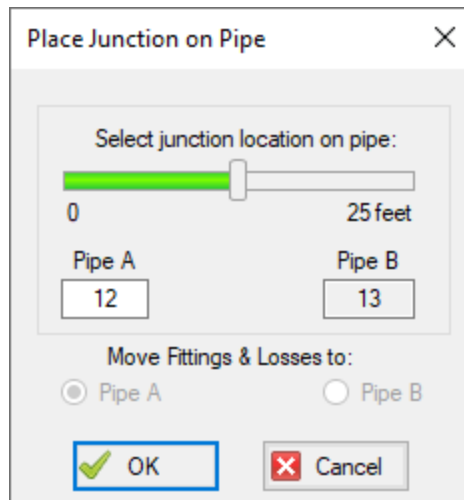 Place Junction on Pipe
Select junction location on pipe:
0 25 feet
Pipe A Pipe B
12 13
Move Fittings & Losses to:
Pipe A Pipe B
OK Cancel